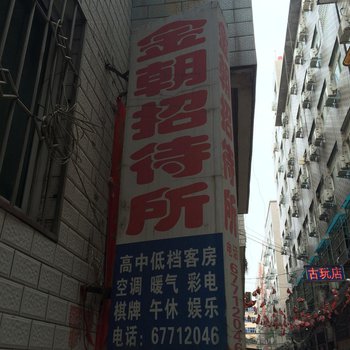 金朝招待所
高中低档客房
空调 暖气 彩电
棋牌 午休 娱乐
电话:67712046
古玩店